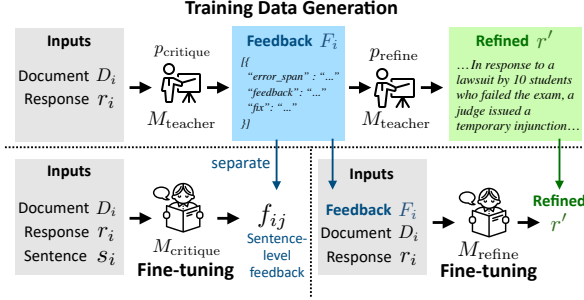 Training Data Generation
Inputs
Document D_i
Response r_i
p_critique
M_teacher
Feedback F_i
[{
"error_span" : "..."
"feedback": "..."
"fix": "..."
}]
p_refine
M_teacher
Refined r'
...In response to a
lawsuit by 10 students
who failed the exam, a
judge issued a
temporary injunction...
separate
Inputs
Document D_i
Response r_i
Sentence s_i
M_critique
Fine-tuning
f_ij
Sentence-
level
feedback
Inputs
Feedback F_i
Document D_i
Response r_i
M_refine
Fine-tuning
Refined
r'